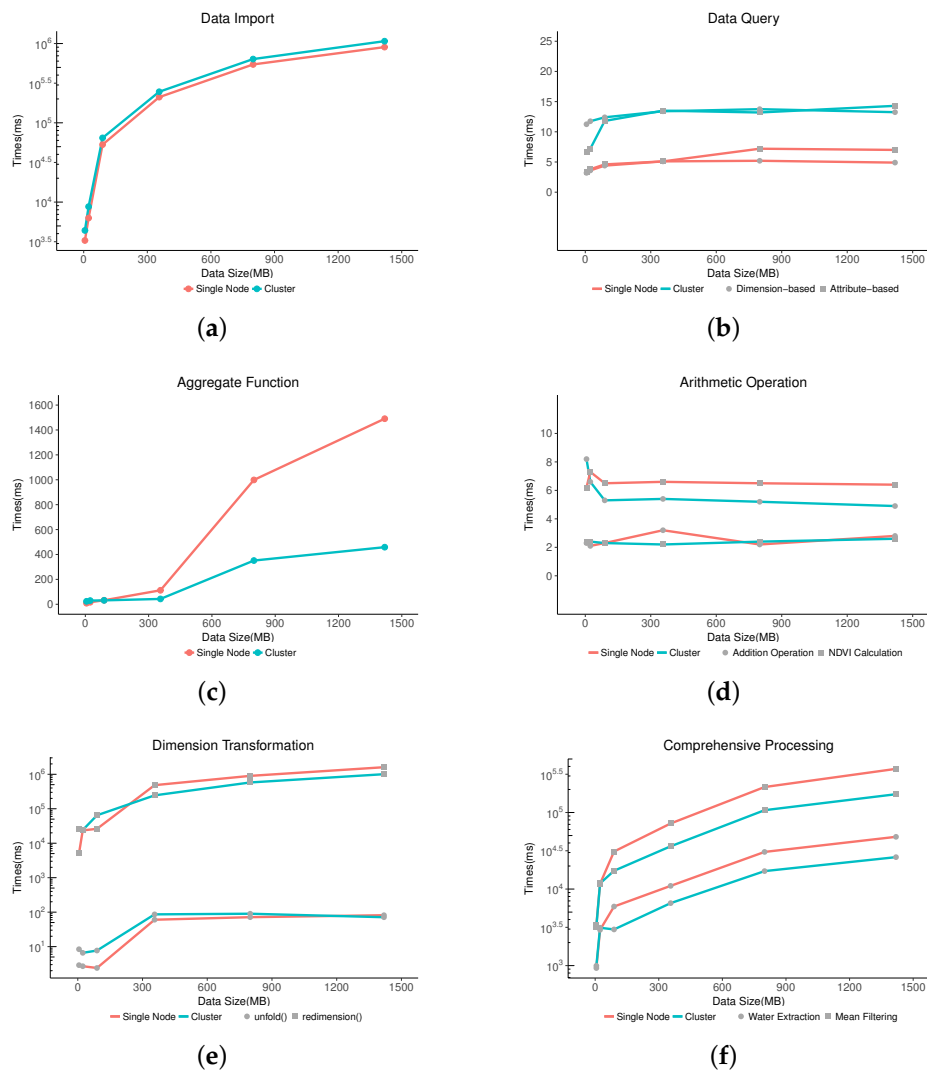 Data Import
Times(ms)
10^6
10^5.5
10^5
10^4.5
10^4
10^3.5
0 300 600 900 1200 1500
Data Size(MB)
Single Node Cluster
(a)
Data Query
Times(ms)
25
20
15
10
5
0
0 300 600 900 1200 1500
Data Size(MB)
Single Node Cluster Dimension-based Attribute-based
(b)
Aggregate Function
Times(ms)
1600
1400
1200
1000
800
600
400
200
0
0 300 600 900 1200 1500
Data Size(MB)
Single Node Cluster
(c)
Arithmetic Operation
Times(ms)
10
8
6
4
2
0
0 300 600 900 1200 1500
Data Size(MB)
Single Node Cluster Addition Operation NDVI Calculation
(d)
Dimension Transformation
Times(ms)
10^6
10^5
10^4
10^3
10^2
10^1
0 300 600 900 1200 1500
Data Size(MB)
Single Node Cluster unfold() redimension()
(e)
Comprehensive Processing
Times(ms)
10^5.5
10^5
10^4.5
10^4
10^3.5
10^3
0 300 600 900 1200 1500
Data Size(MB)
Single Node Cluster Water Extraction Mean Filtering
(f)